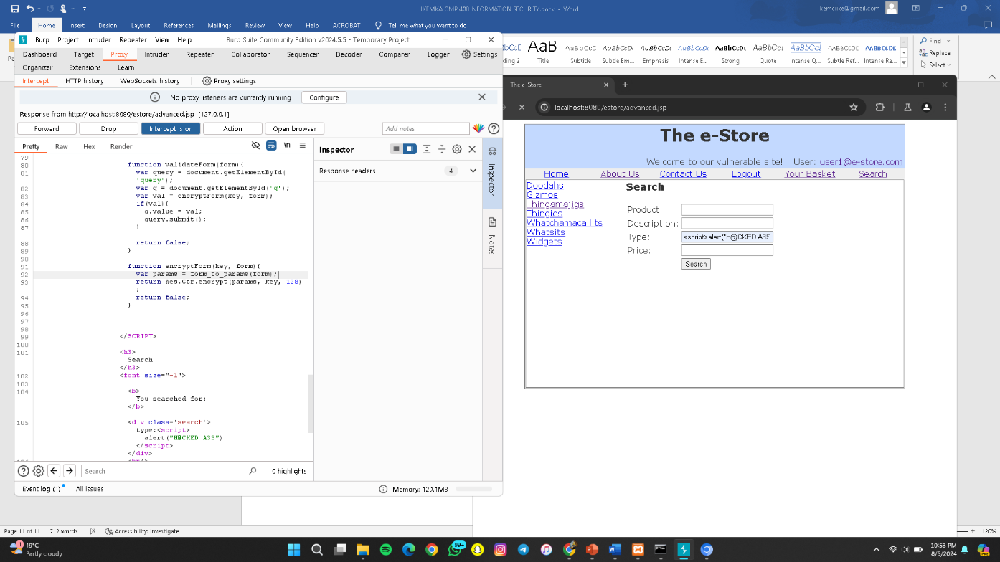 IKEMKA CMP 408 INFORMATION SECURITY.docx - Word
kemciike@gmail.com
File Home Insert Design Layout References Mailings Review View Help ACROBAT Tell me what you want to do
Burp Project Intruder Repeater View Help Burp Suite Community Edition v2024.5.5 - Temporary Project
Dashboard Target Proxy Intruder Repeater Collaborator Sequencer Decoder Comparer Logger Settings
Organizer Extensions Learn
Intercept HTTP history WebSockets history Proxy settings
No proxy listeners are currently running Configure
Response from http://localhost:8080/estore/advanced.jsp [127.0.0.1]
Forward Drop Intercept is on Action Open browser Add notes
Pretty Raw Hex Render \n
79
80 function validateForm(form){
81 var query = document.getElementById(
'query');
82 var q = document.getElementById('q');
83 var val = encryptForm(key, form);
84 if(val){
85 q.value = val;
86 query.submit();
87 }
88 return false;
89 }
90
91 function encryptForm(key, form){
92 var params = form_to_params(form);
93 return Aes.Ctr.encrypt(params, key, 128)
;
94 return false;
95 }
96
97
98
99 </SCRIPT>
100
101 <h3>
Search
</h3>
102 <font size="-1">
103
104 <b>
You searched for:
</b>
105 <div class='search'>
type:<script>
alert("H@CKED A3S")
</script>
</div>
Search 0 highlights
Event log (1) All issues Memory: 129.1MB
Inspector
Response headers 4
Inspector
Notes
AaBbCcDc AaB AaBbCcC AaBbCcDc AaBbCcDc AaBbCcDc AaBbCcDc AaBbCcL AaBbCcL AaBbCcDc AABBCCDC
ding 2 Title Subtitle Subtle Em... Emphasis Intense E... Strong Quote Intense Q... Subtle Ref... Intense Re...
Find
Replace
Select
The e-Store
localhost:8080/estore/advanced.jsp
The e-Store
Welcome to our vulnerable site! User: user1@e-store.com
Home About Us Contact Us Logout Your Basket Search
Doodahs
Gizmos
Thingamajigs
Thingies
Whatchamacallits
Whatsits
Widgets
Search
Product:
Description:
Type: <script>alert("H@CKED A3S
Price:
Search
Page 11 of 11 712 words Accessibility: Investigate 120%
1
19°C
Partly cloudy
99+
10:53 PM
8/5/2024